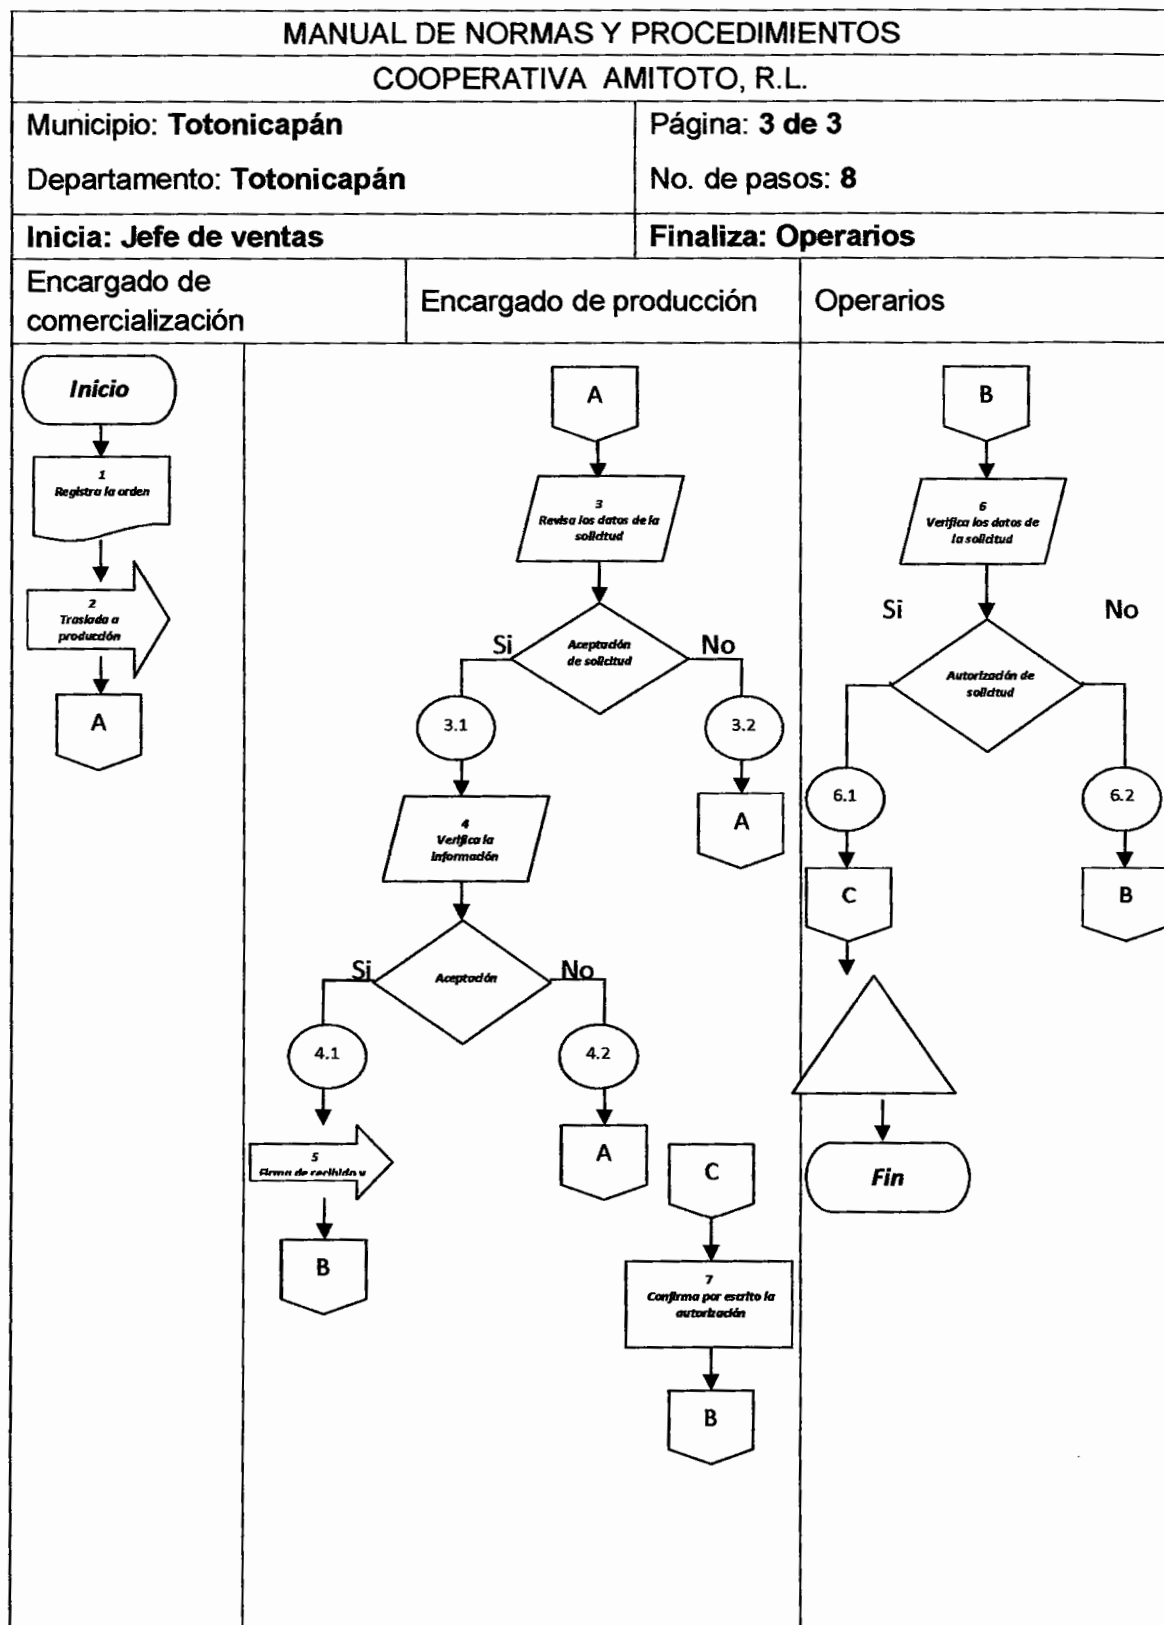 MANUAL DE NORMAS Y PROCEDIMIENTOS
COOPERATIVA AMITOTO, R.L.
Municipio: Totonicapán
Departamento: Totonicapán
Página: 3 de 3
No. de pasos: 8
Inicia: Jefe de ventas
Finaliza: Operarios
Encargado de
comercialización
Encargado de producción
Operarios
Inicio
1
Registra la orden
2
Traslada a
producción
A
A
3
Revisa los datos de la
solicitud
Aceptación
de solicitud
Si
No
3.1
3.2
A
4
Verifica la
información
Aceptación
Si
No
4.1
4.2
5
Firma de recibido y
A
B
C
7
Confirma por escrito la
autorización
B
B
6
Verifica los datos de
la solicitud
Si
No
Autorización de
solicitud
6.1
6.2
C
B
Fin